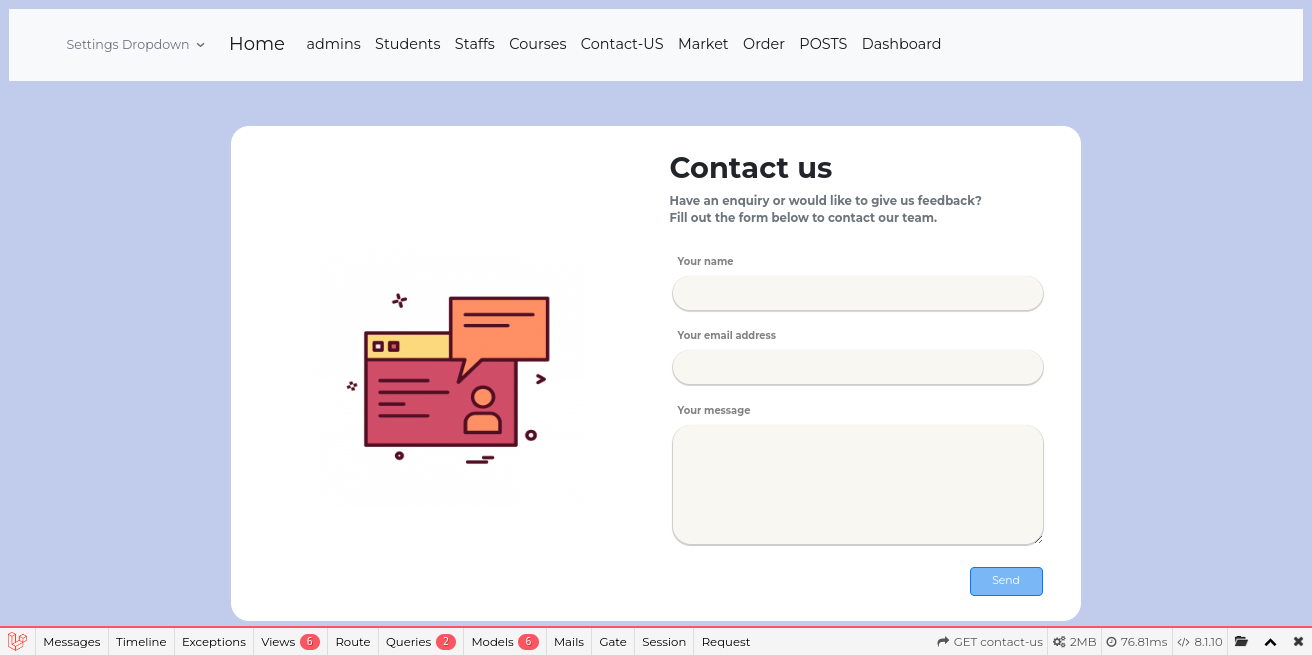 Settings Dropdown Home admins Students Staffs Courses Contact-US Market Order POSTS Dashboard
Contact us
Have an enquiry or would like to give us feedback?
Fill out the form below to contact our team.
Your name
Your email address
Your message
Send
Messages Timeline Exceptions Views 6 Route Queries 2 Models 6 Mails Gate Session Request GET contact-us 2MB 76.81ms 8.1.10